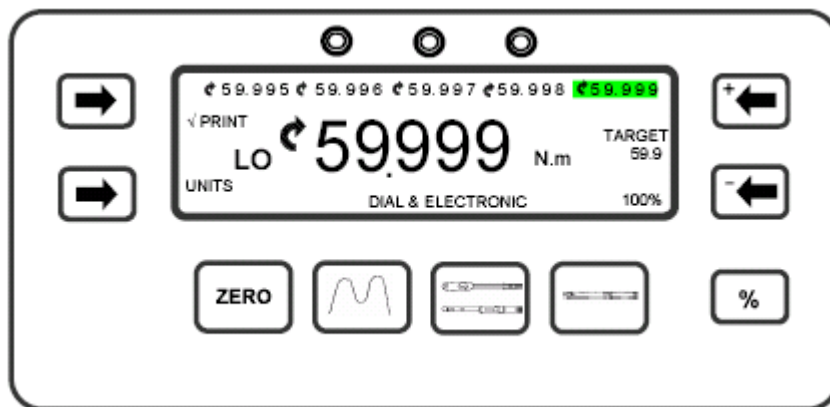 59.995 59.996 59.997 59.998 59.999
√ PRINT
TARGET
LO 59.999 N.m 59.9
UNITS
DIAL & ELECTRONIC 100%
+
-
ZERO
%